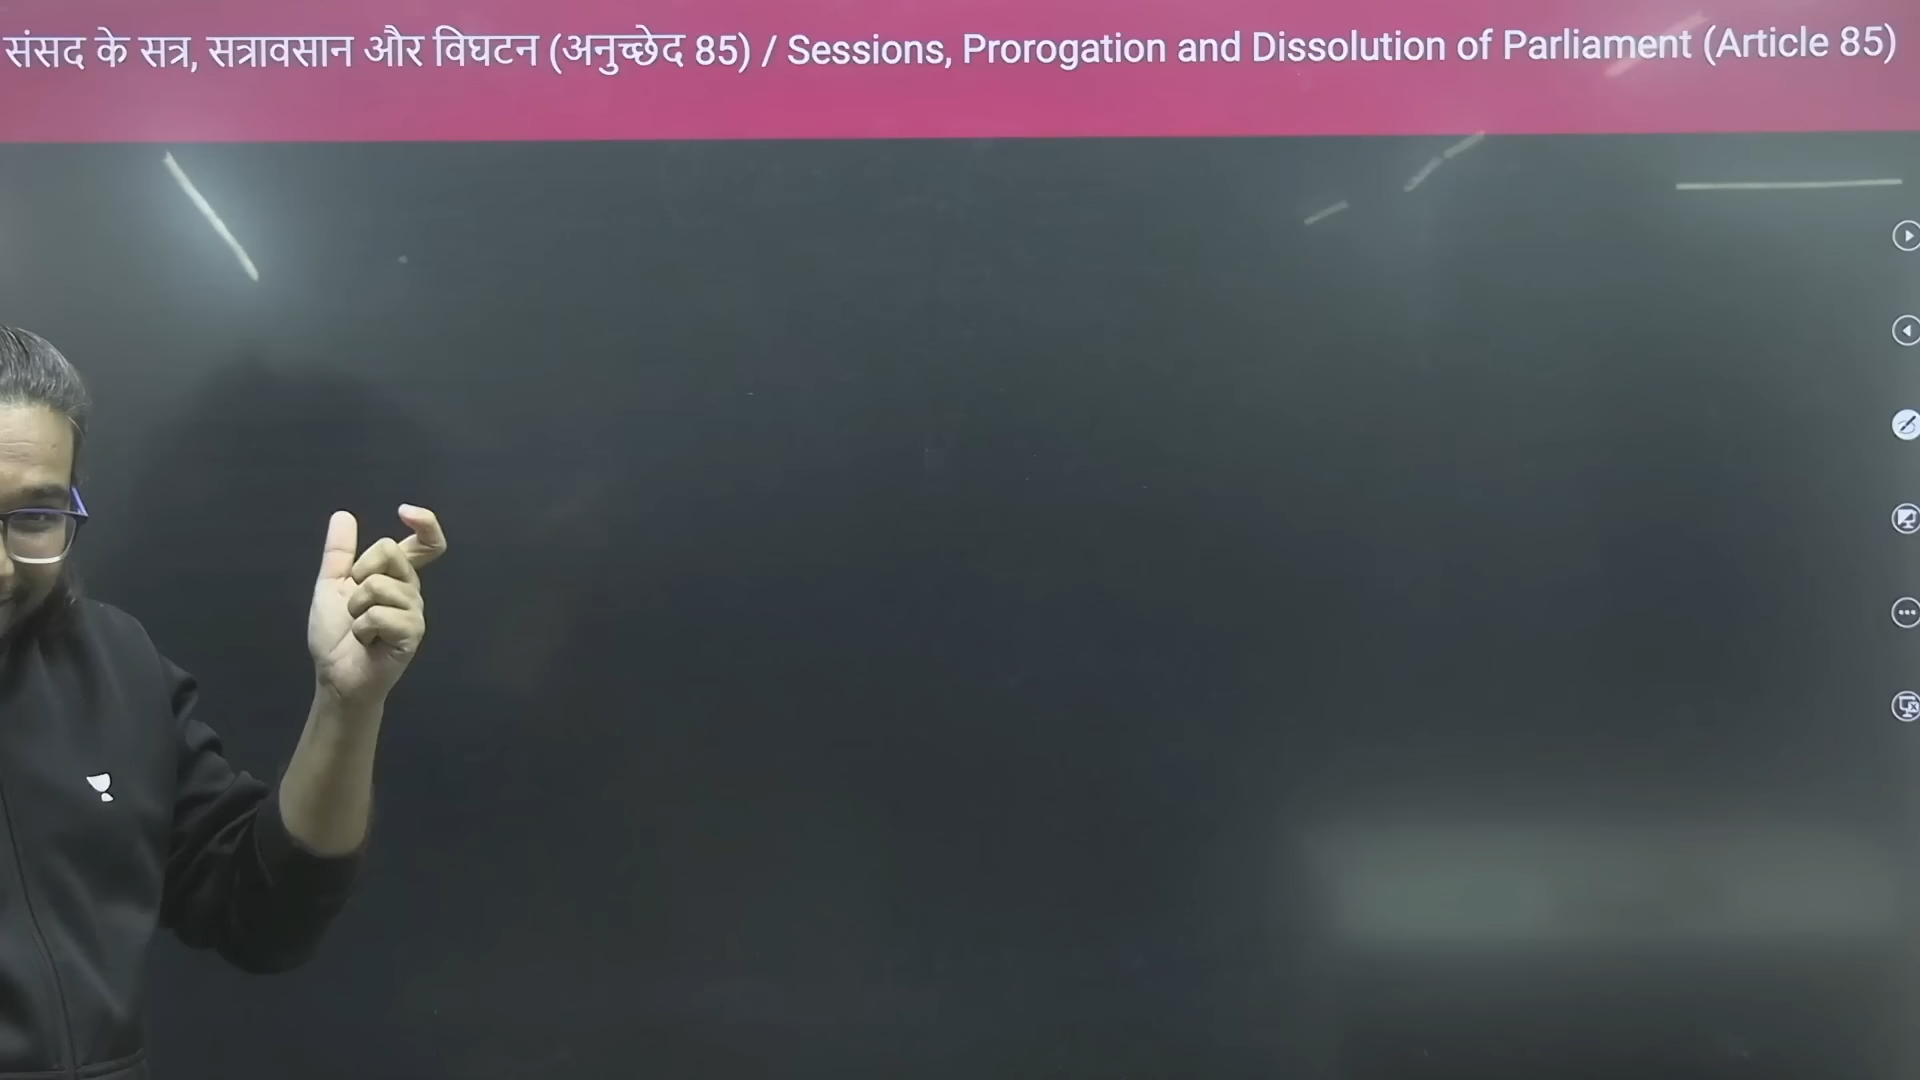 संसद के सत्र, सत्रावसान और विघटन (अनुच्छेद 85) / Sessions, Prorogation and Dissolution of Parliament (Article 85)